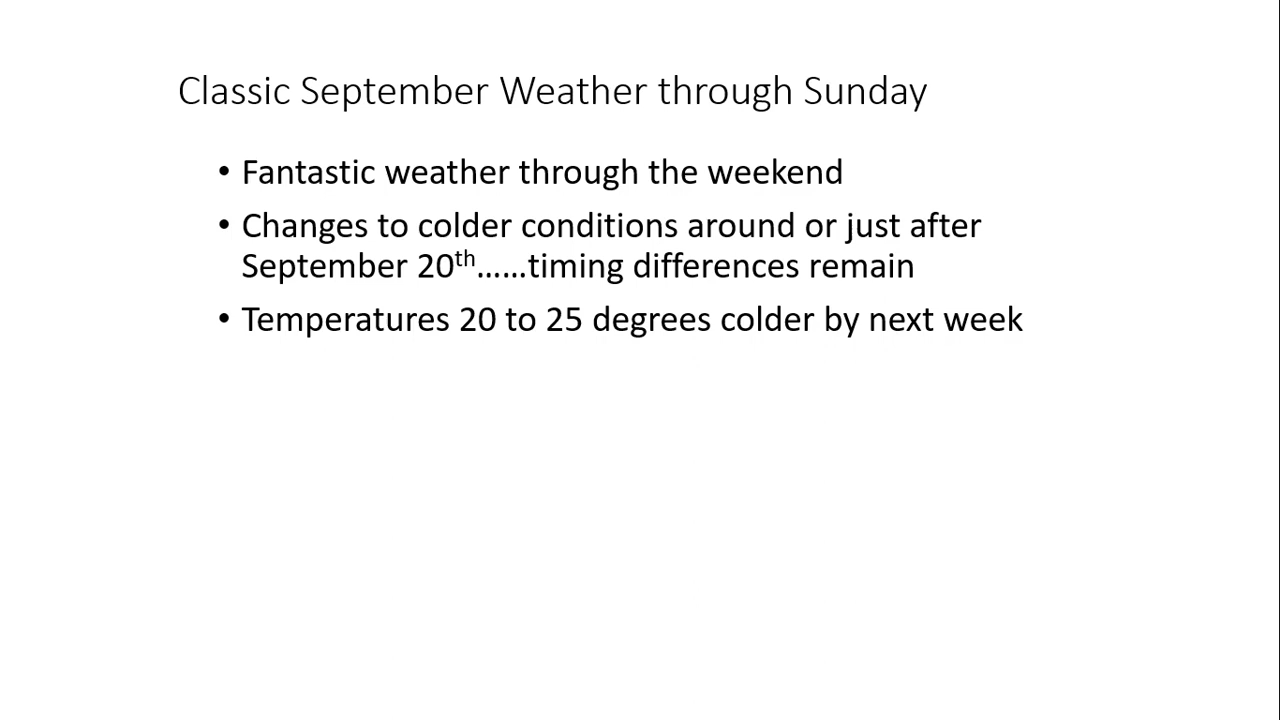 Classic September Weather through Sunday
• Fantastic weather through the weekend
• Changes to colder conditions around or just after
September 20th......timing differences remain
• Temperatures 20 to 25 degrees colder by next week